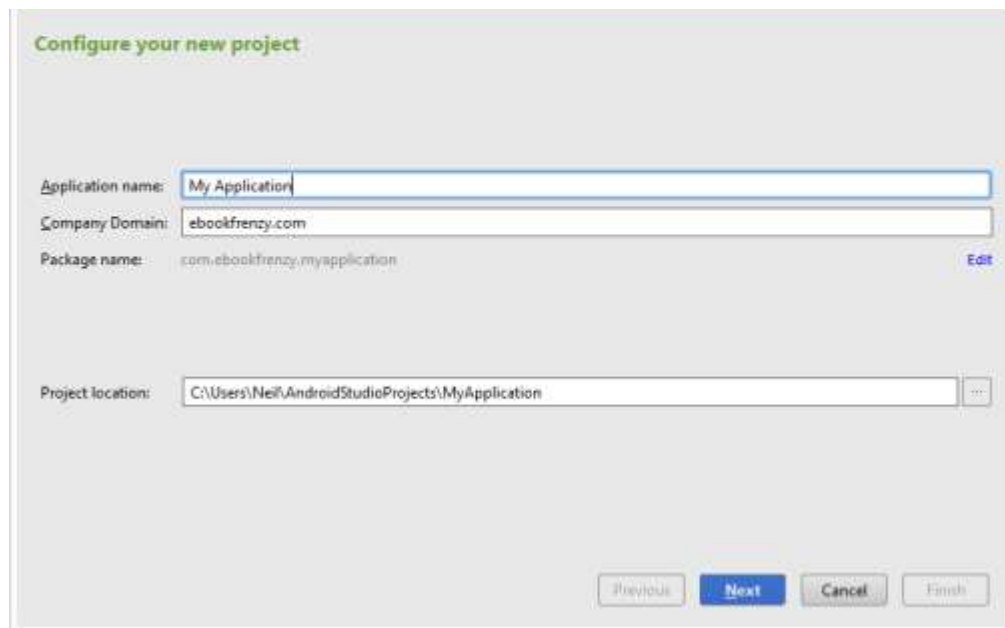 Configure your new project
Application name: My Application
Company Domain: ebookfrenzy.com
Package name: com.ebookfrenzy.myapplication Edit
Project location: C:\Users\Neil\AndroidStudioProjects\MyApplication ...
Previous Next Cancel Finish